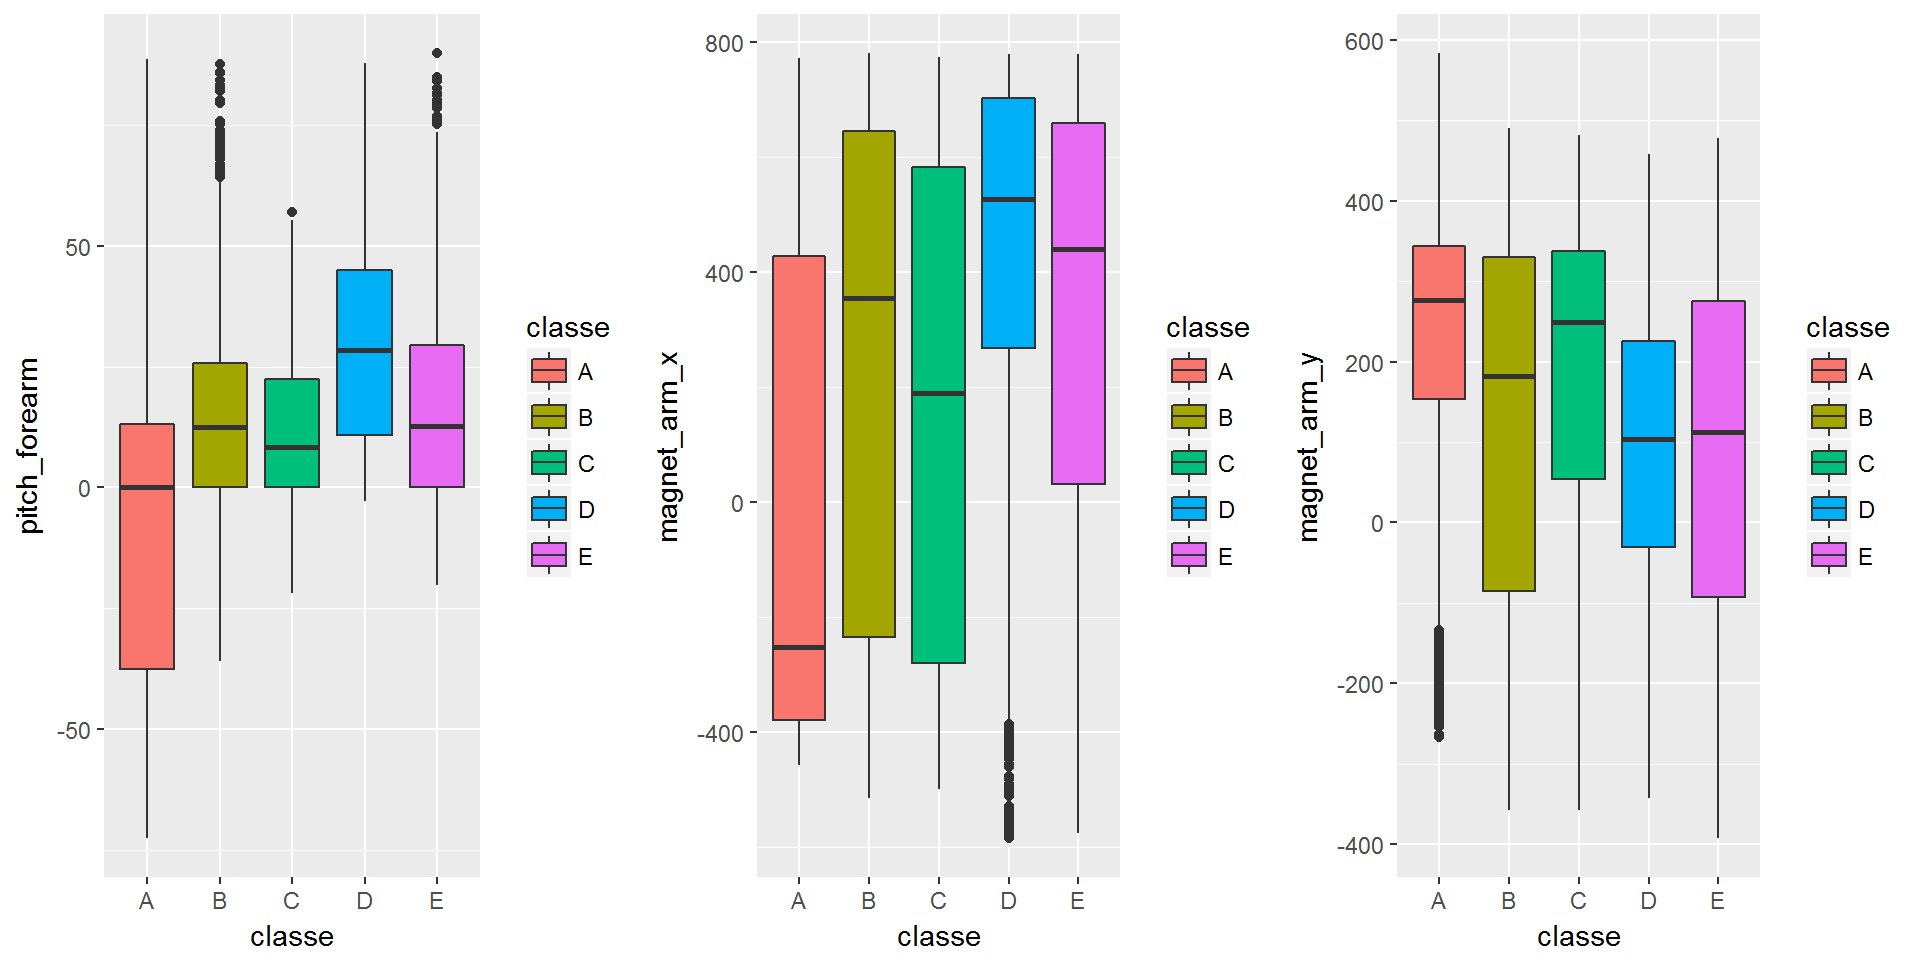 pitch_forearm
50
0
-50
A B C D E
classe
classe
A
B
C
D
E
magnet_arm_x
800
400
0
-400
A B C D E
classe
classe
A
B
C
D
E
magnet_arm_y
600
400
200
0
-200
-400
A B C D E
classe
classe
A
B
C
D
E